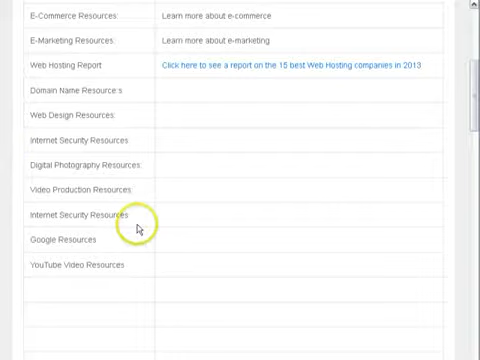 E-Commerce Resources: Learn more about e-commerce
E-Marketing Resources: Learn more about e-marketing
Web Hosting Report Click here to see a report on the 15 best Web Hosting companies in 2013
Domain Name Resource:s
Web Design Resources:
Internet Security Resources
Digital Photography Resources:
Video Production Resources:
Internet Security Resources
Google Resources
YouTube Video Resources